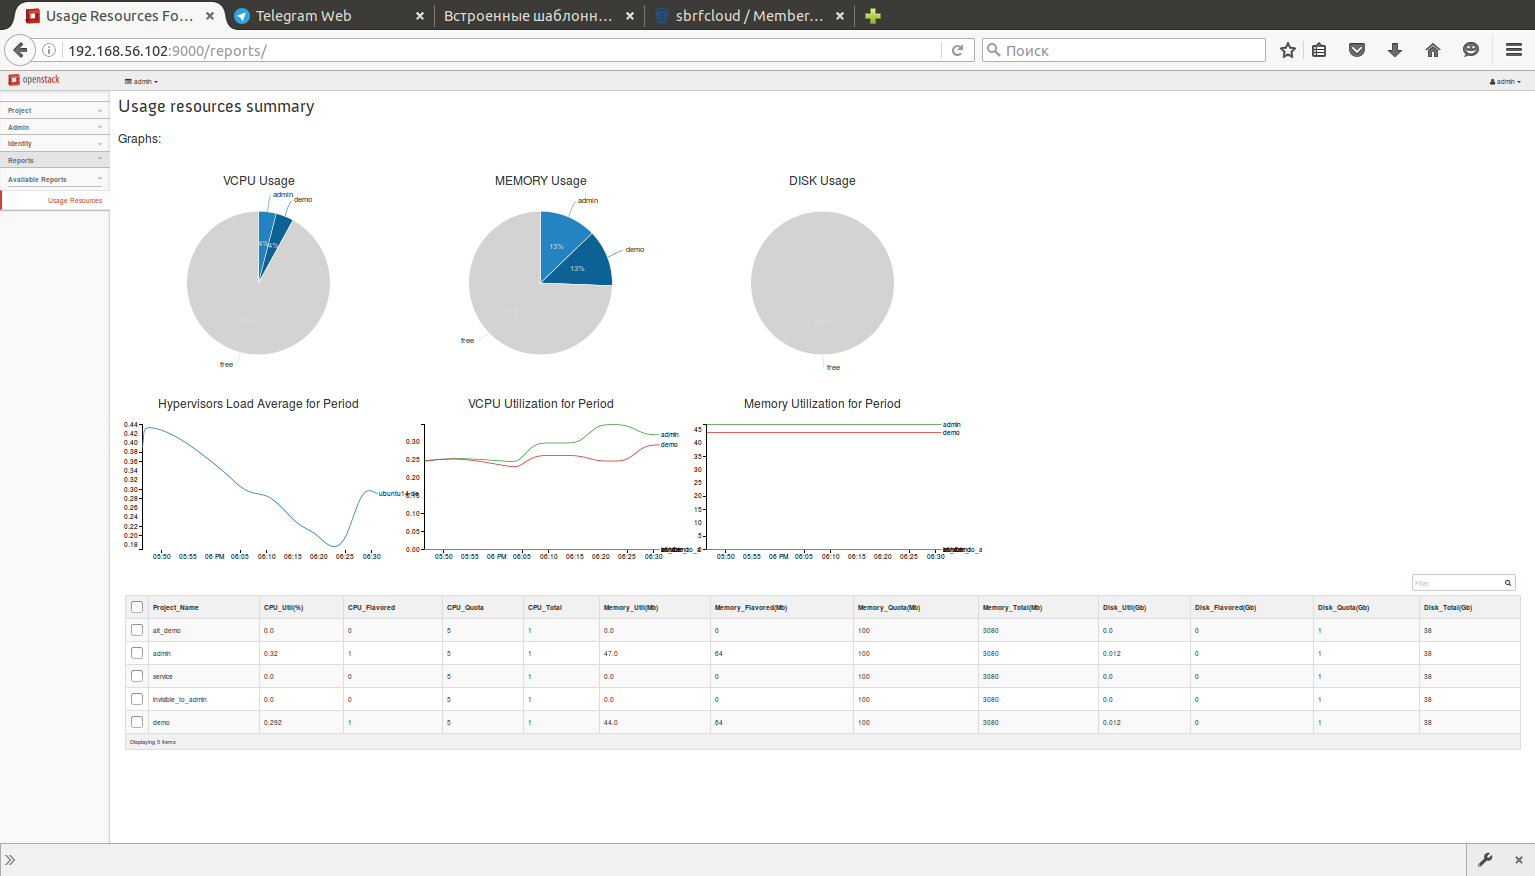 Usage Resources Fo...
Telegram Web
Встроенные шаблонн...
sbrfcloud / Member...
192.168.56.102:9000/reports/
Поиск
openstack
admin
admin
Project
Admin
Identity
Reports
Available Reports
Usage Resources
Usage resources summary
Graphs:
VCPU Usage
MEMORY Usage
DISK Usage
admin
demo
4%
4%
free
admin
demo
13%
13%
free
100%
free
Hypervisors Load Average for Period
VCPU Utilization for Period
Memory Utilization for Period
0.44
0.42
0.40
0.38
0.36
0.34
0.32
0.30
0.28
0.26
0.24
0.22
0.20
0.18
05:50 05:55 06 PM 06:05 06:10 06:15 06:20 06:25 06:30
0.30
0.25
0.20
0.15
0.10
0.05
0.00
admin
demo
05:50 05:55 06 PM 06:05 06:10 06:15 06:20 06:25 06:30
45
40
35
30
25
20
15
10
5
0
admin
demo
05:50 05:55 06 PM 06:05 06:10 06:15 06:20 06:25 06:30
Filter
Project_Name CPU_Util(%) CPU_Flavored CPU_Quota CPU_Total Memory_Util(Mb) Memory_Flavored(Mb) Memory_Quota(Mb) Memory_Total(Mb) Disk_Util(Gb) Disk_Flavored(Gb) Disk_Quota(Gb) Disk_Total(Gb)
alt_demo 0.0 0 5 1 0.0 0 100 3080 0.0 0 1 38
admin 0.32 1 5 1 47.0 64 100 3080 0.012 0 1 38
service 0.0 0 5 1 0.0 0 100 3080 0.0 0 1 38
invisible_to_admin 0.0 0 5 1 0.0 0 100 3080 0.0 0 1 38
demo 0.292 1 5 1 44.0 64 100 3080 0.012 0 1 38
Displaying 5 items